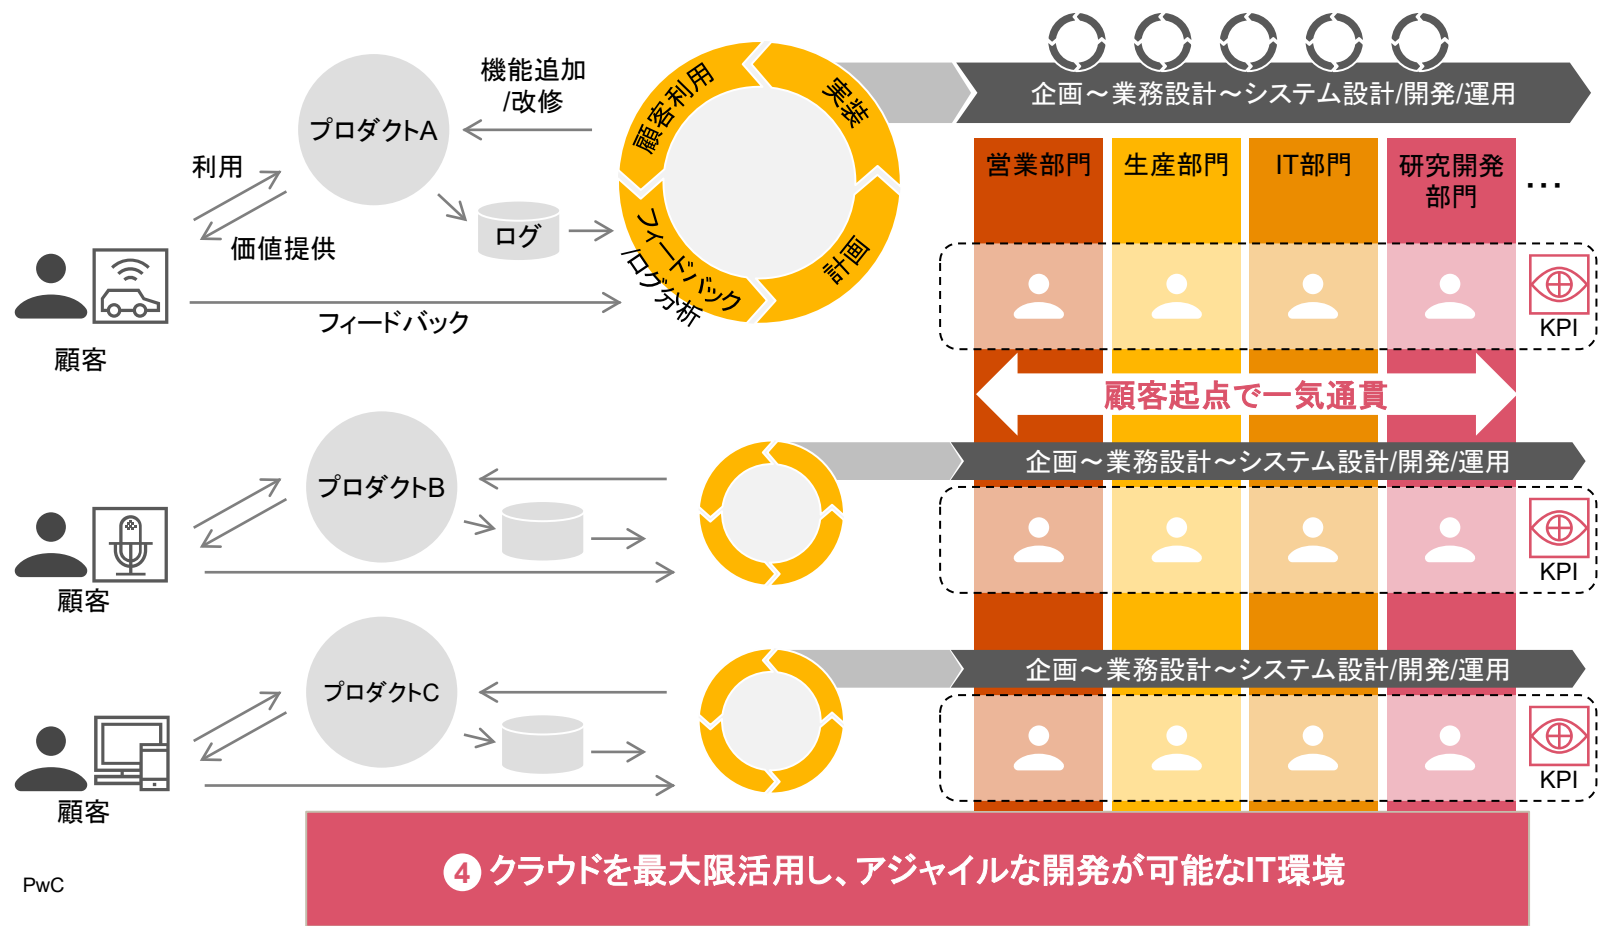 企画～業務設計～システム設計/開発/運用
機能追加
/改修
プロダクトA
顧客利用
実装
計画
フィードバック
/ログ分析
利用
価値提供
ログ
フィードバック
顧客
営業部門
生産部門
IT部門
研究開発
部門
…
KPI
顧客起点で一気通貫
プロダクトB
顧客
企画～業務設計～システム設計/開発/運用
KPI
プロダクトC
顧客
企画～業務設計～システム設計/開発/運用
KPI
4 クラウドを最大限活用し、アジャイルな開発が可能なIT環境
PwC